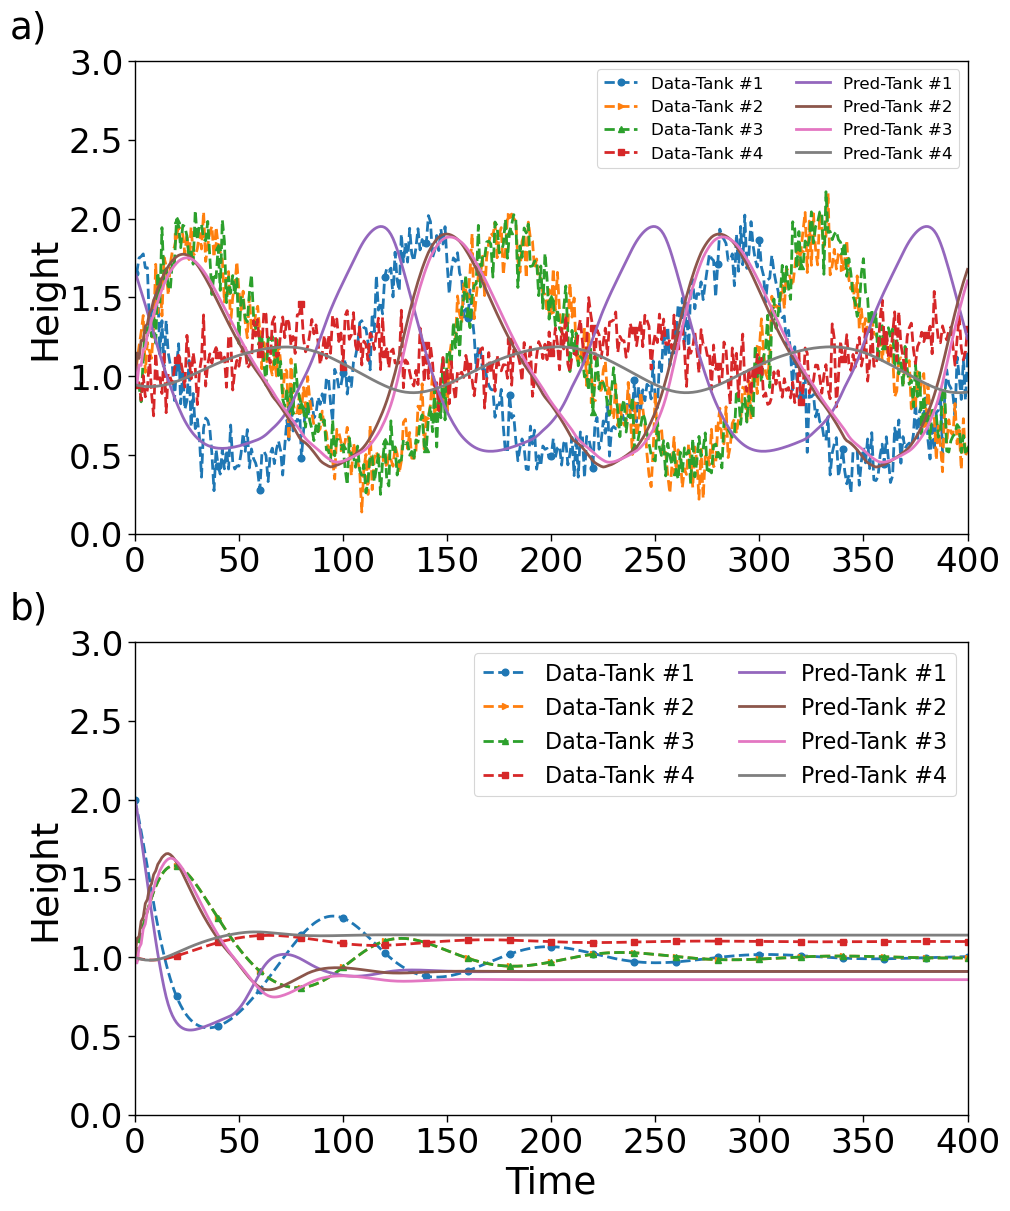 a)
3.0
2.5
2.0
1.5
1.0
0.5
0.0
Height
Data-Tank #1 Pred-Tank #1
Data-Tank #2 Pred-Tank #2
Data-Tank #3 Pred-Tank #3
Data-Tank #4 Pred-Tank #4
0 50 100 150 200 250 300 350 400
b)
3.0
2.5
2.0
1.5
1.0
0.5
0.0
Height
Data-Tank #1 Pred-Tank #1
Data-Tank #2 Pred-Tank #2
Data-Tank #3 Pred-Tank #3
Data-Tank #4 Pred-Tank #4
0 50 100 150 200 250 300 350 400
Time